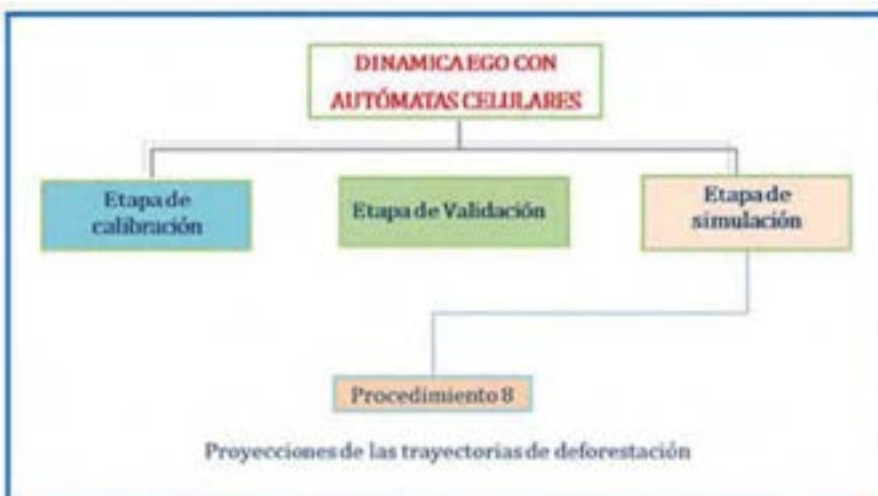 DINAMICA EGO CON
AUTÓMATAS CELULARES
Etapa de
calibración
Etapa de Validación
Etapa de
simulación
Procedimiento 8
Proyecciones de las trayectorias de deforestación